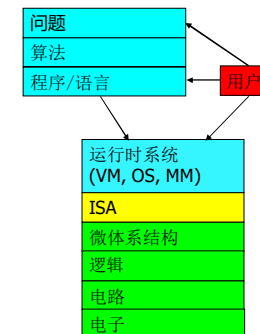 问题
算法
程序/语言
用户
运行时系统
(VM, OS, MM)
ISA
微体系结构
逻辑
电路
电子